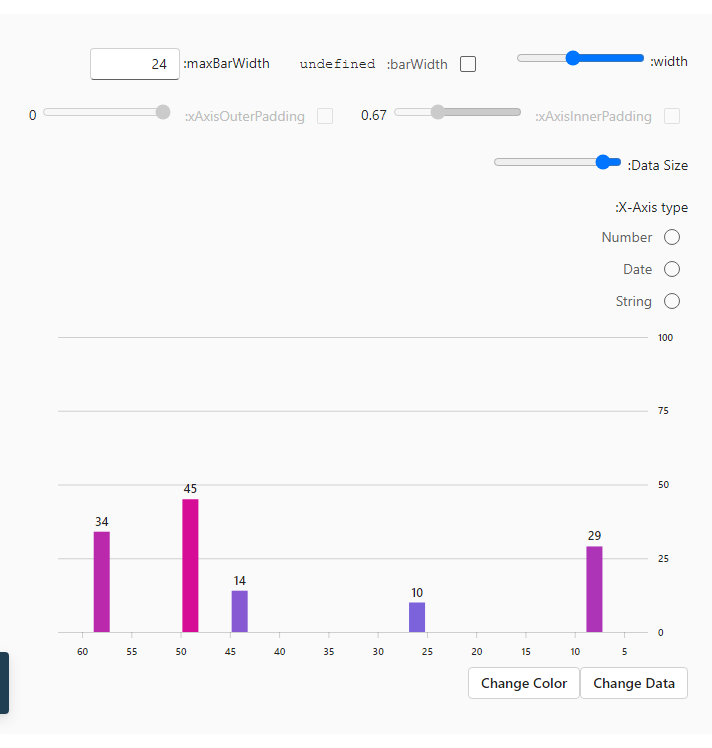 :width
:barWidth undefined
:maxBarWidth 24
:xAxisInnerPadding 0.67
:xAxisOuterPadding 0
:Data Size
:X-Axis type
Number
Date
String
100
75
50
25
0
34
45
14
10
29
60 55 50 45 40 35 30 25 20 15 10 5
Change Color Change Data